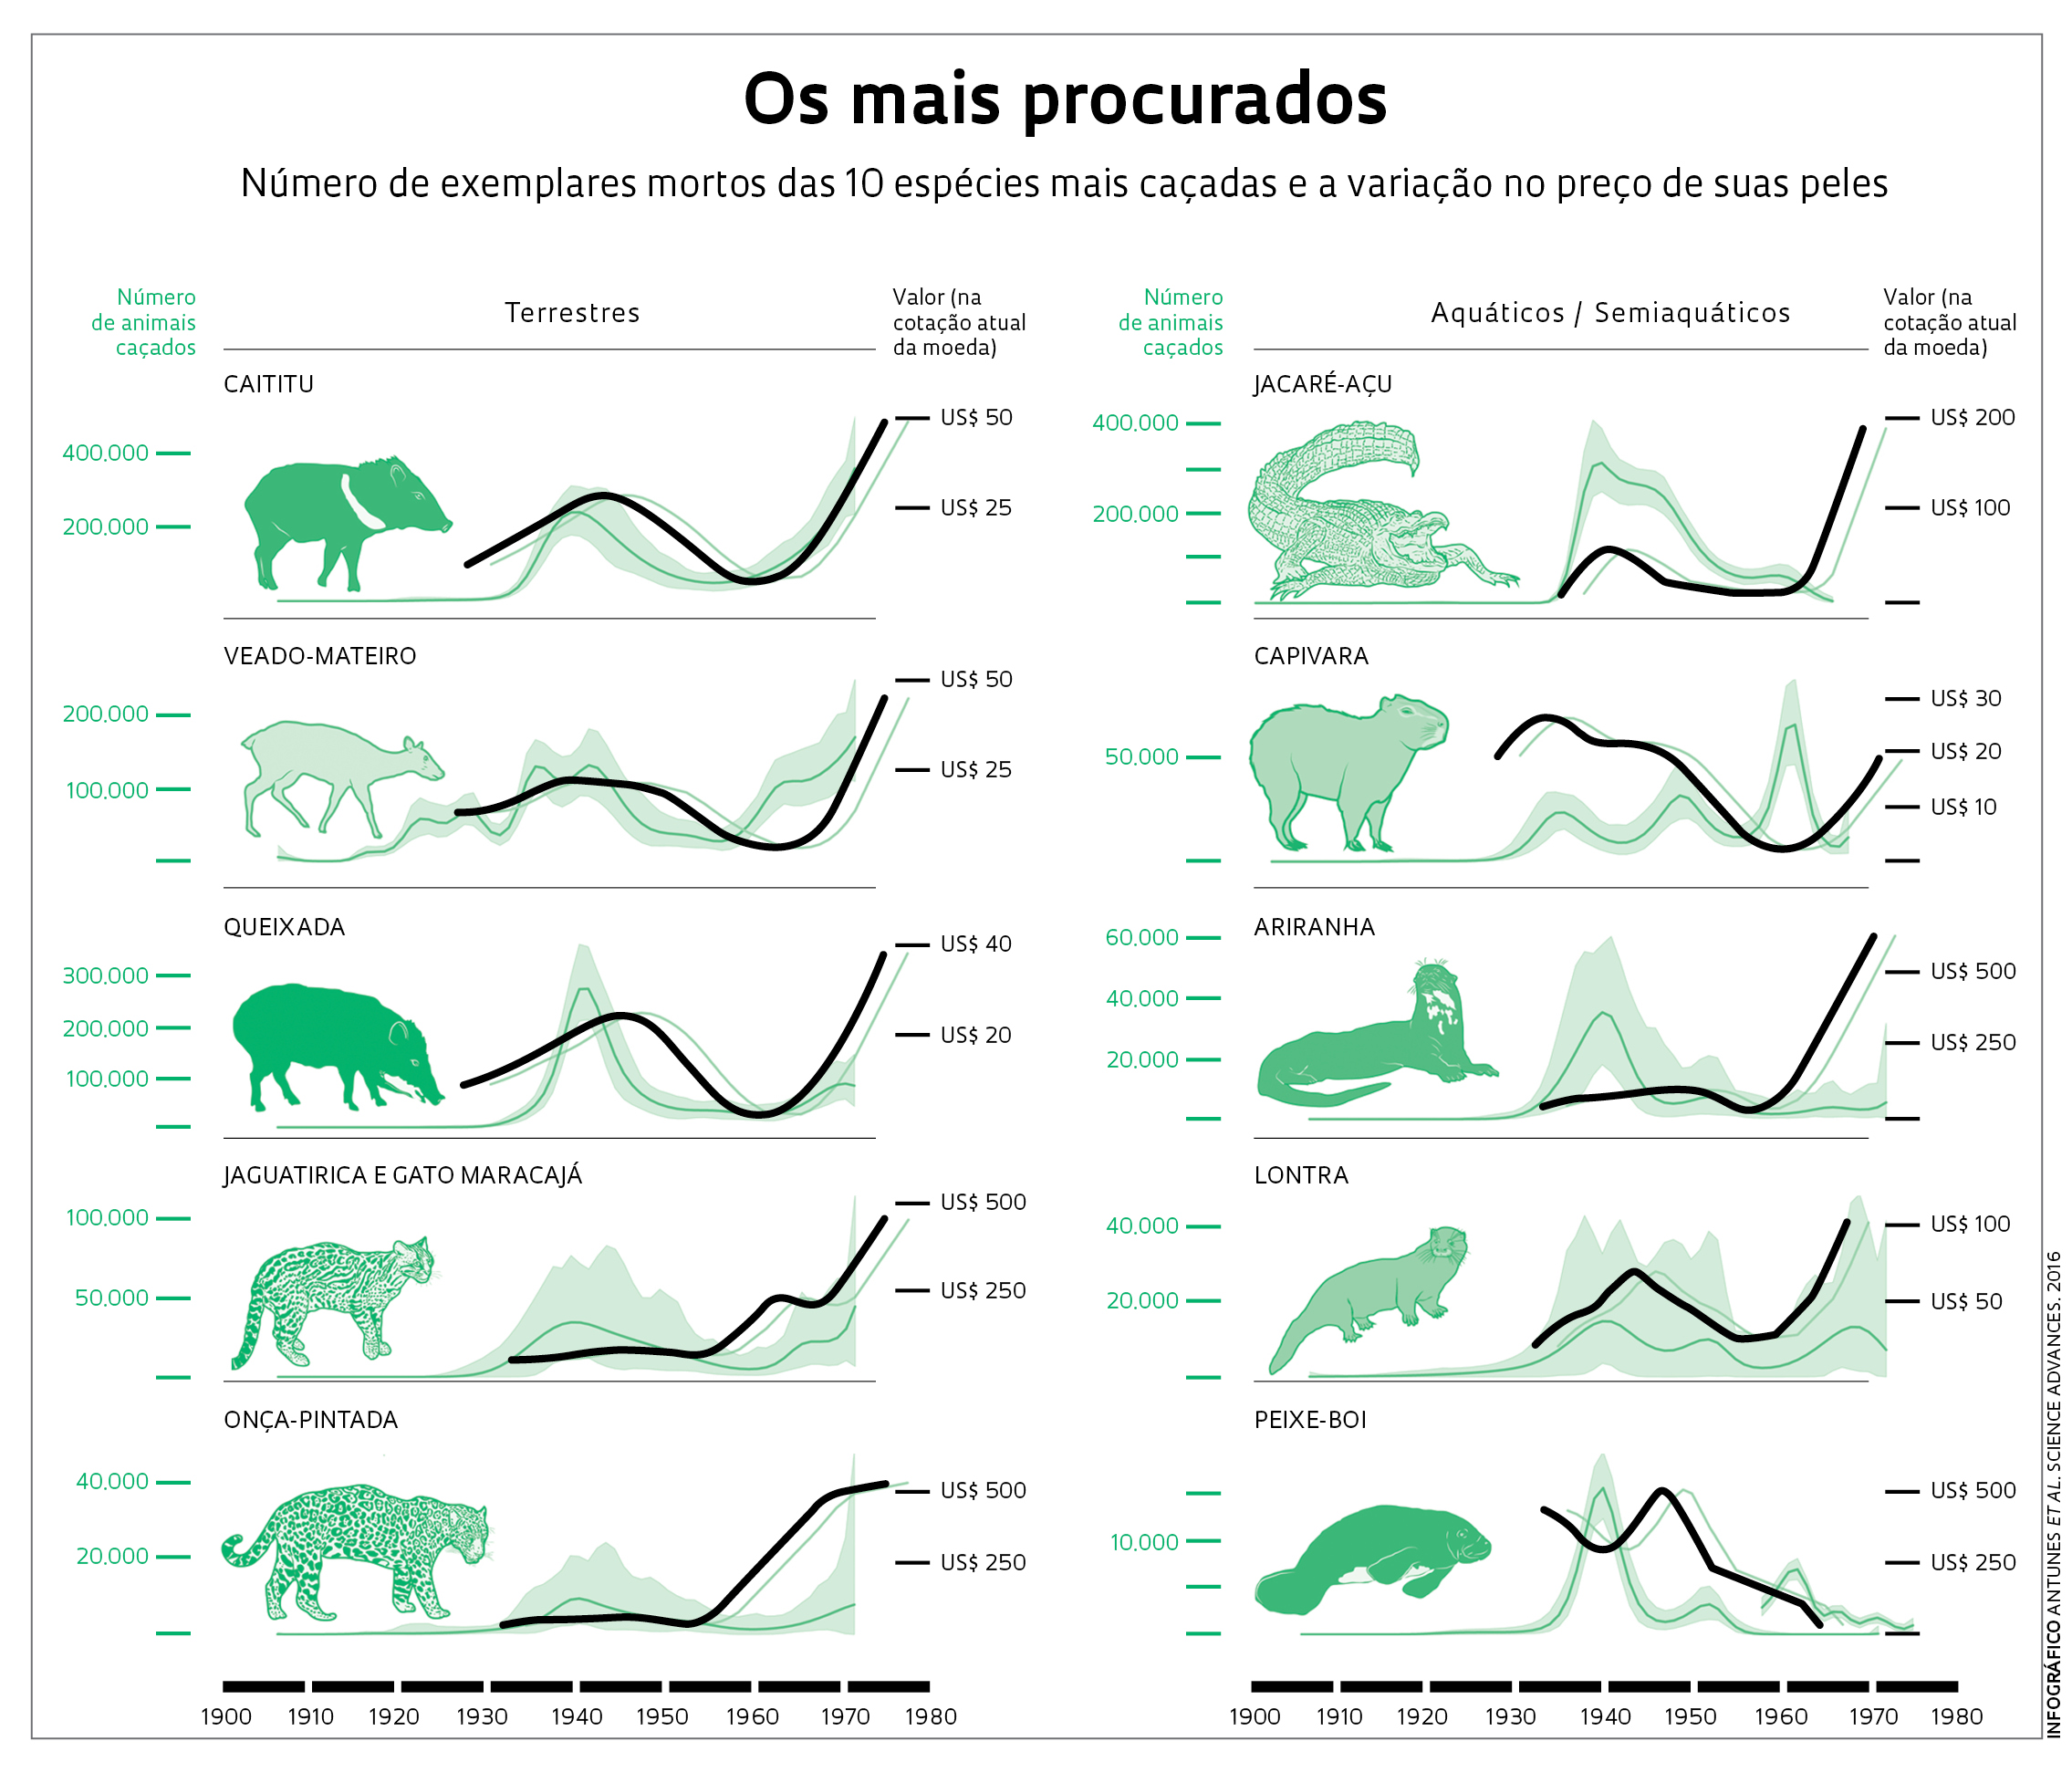 Os mais procurados
Número de exemplares mortos das 10 espécies mais caçadas e a variação no preço de suas peles
Número
de animais
caçados
Terrestres
Valor (na
cotação atual
da moeda)
CAITITU
400.000
200.000
US$ 50
US$ 25
VEADO-MATEIRO
200.000
100.000
US$ 50
US$ 25
QUEIXADA
300.000
200.000
100.000
US$ 40
US$ 20
JAGUATIRICA E GATO MARACAJÁ
100.000
50.000
US$ 500
US$ 250
ONÇA-PINTADA
40.000
20.000
US$ 500
US$ 250
1900 1910 1920 1930 1940 1950 1960 1970 1980
Número
de animais
caçados
Aquáticos / Semiaquáticos
Valor (na
cotação atual
da moeda)
JACARÉ-AÇU
400.000
200.000
US$ 200
US$ 100
CAPIVARA
50.000
US$ 30
US$ 20
US$ 10
ARIRANHA
60.000
40.000
20.000
US$ 500
US$ 250
LONTRA
40.000
20.000
US$ 100
US$ 50
PEIXE-BOI
10.000
US$ 500
US$ 250
1900 1910 1920 1930 1940 1950 1960 1970 1980
INFOGRÁFICO ANTUNES ET AL. SCIENCE ADVANCES. 2016